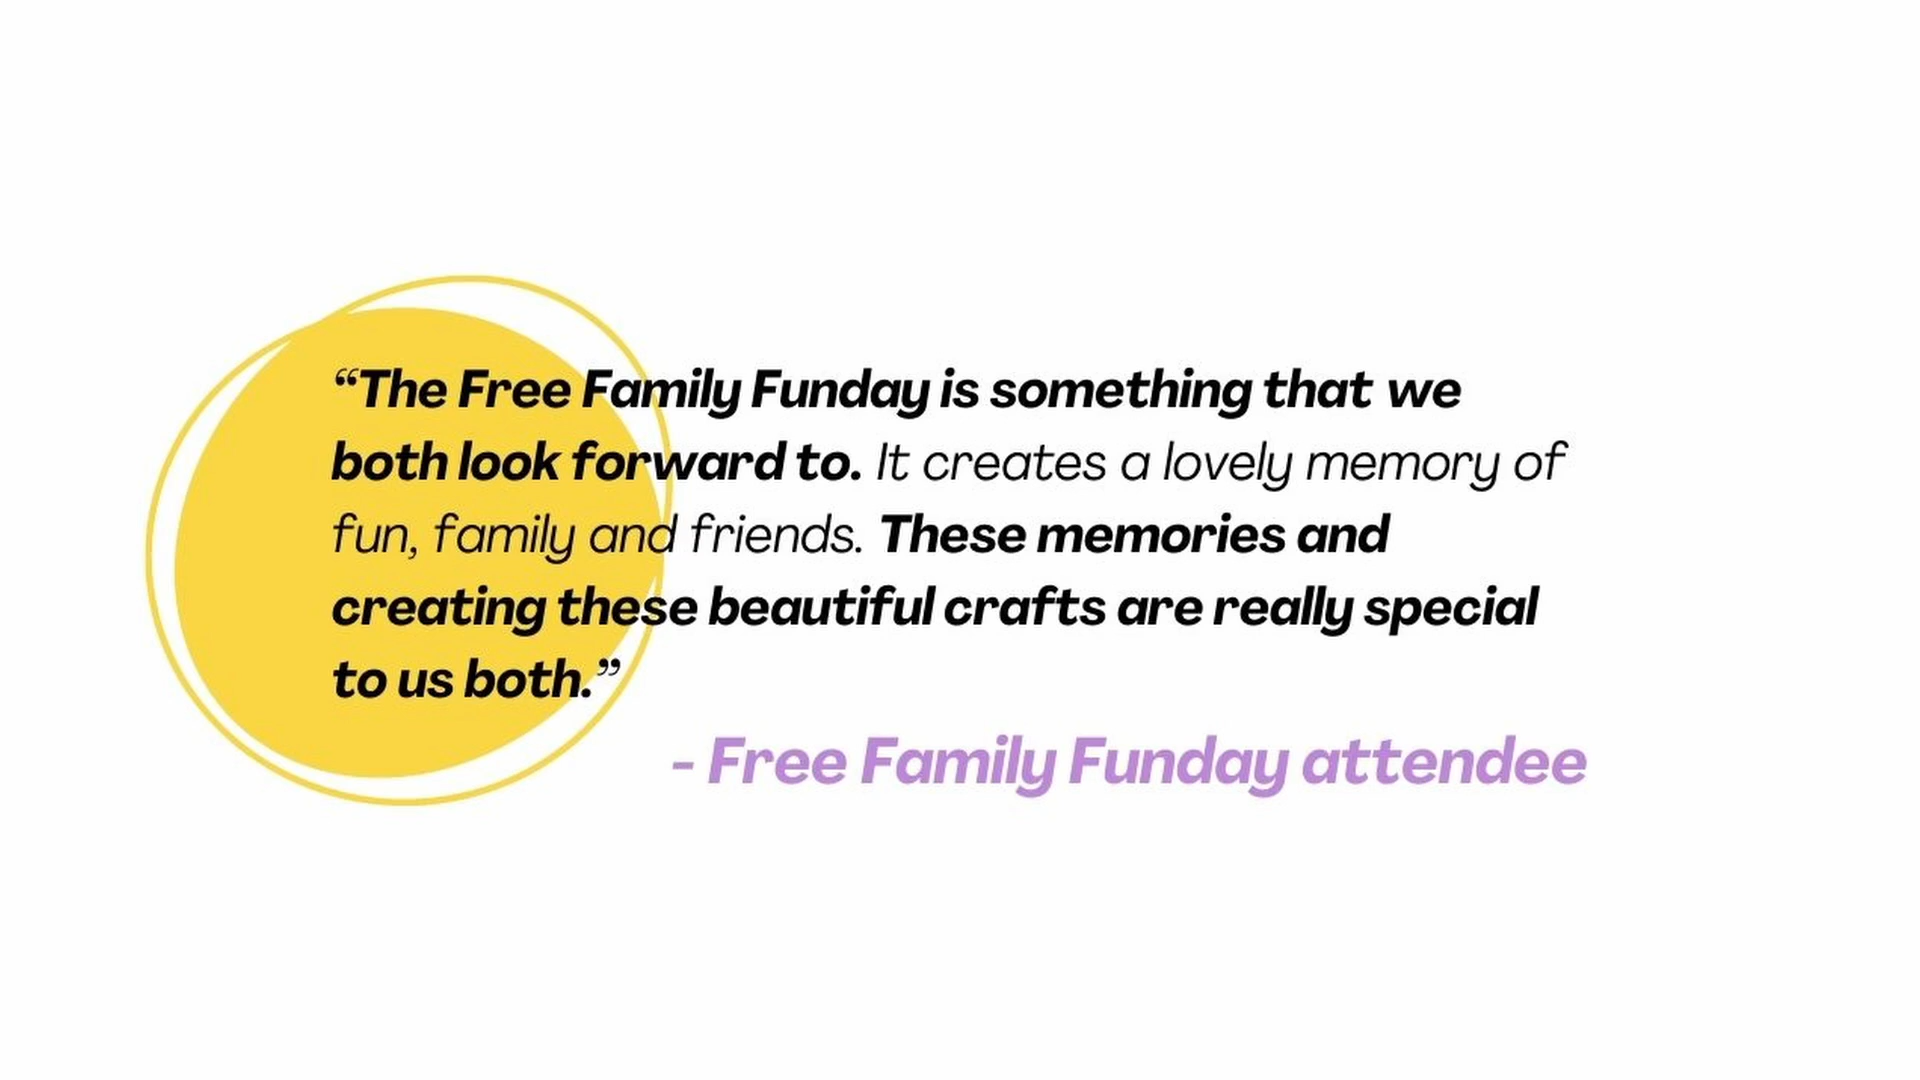 “The Free Family Funday is something that we
both look forward to. It creates a lovely memory of
fun, family and friends. These memories and
creating these beautiful crafts are really special
to us both.”
- Free Family Funday attendee